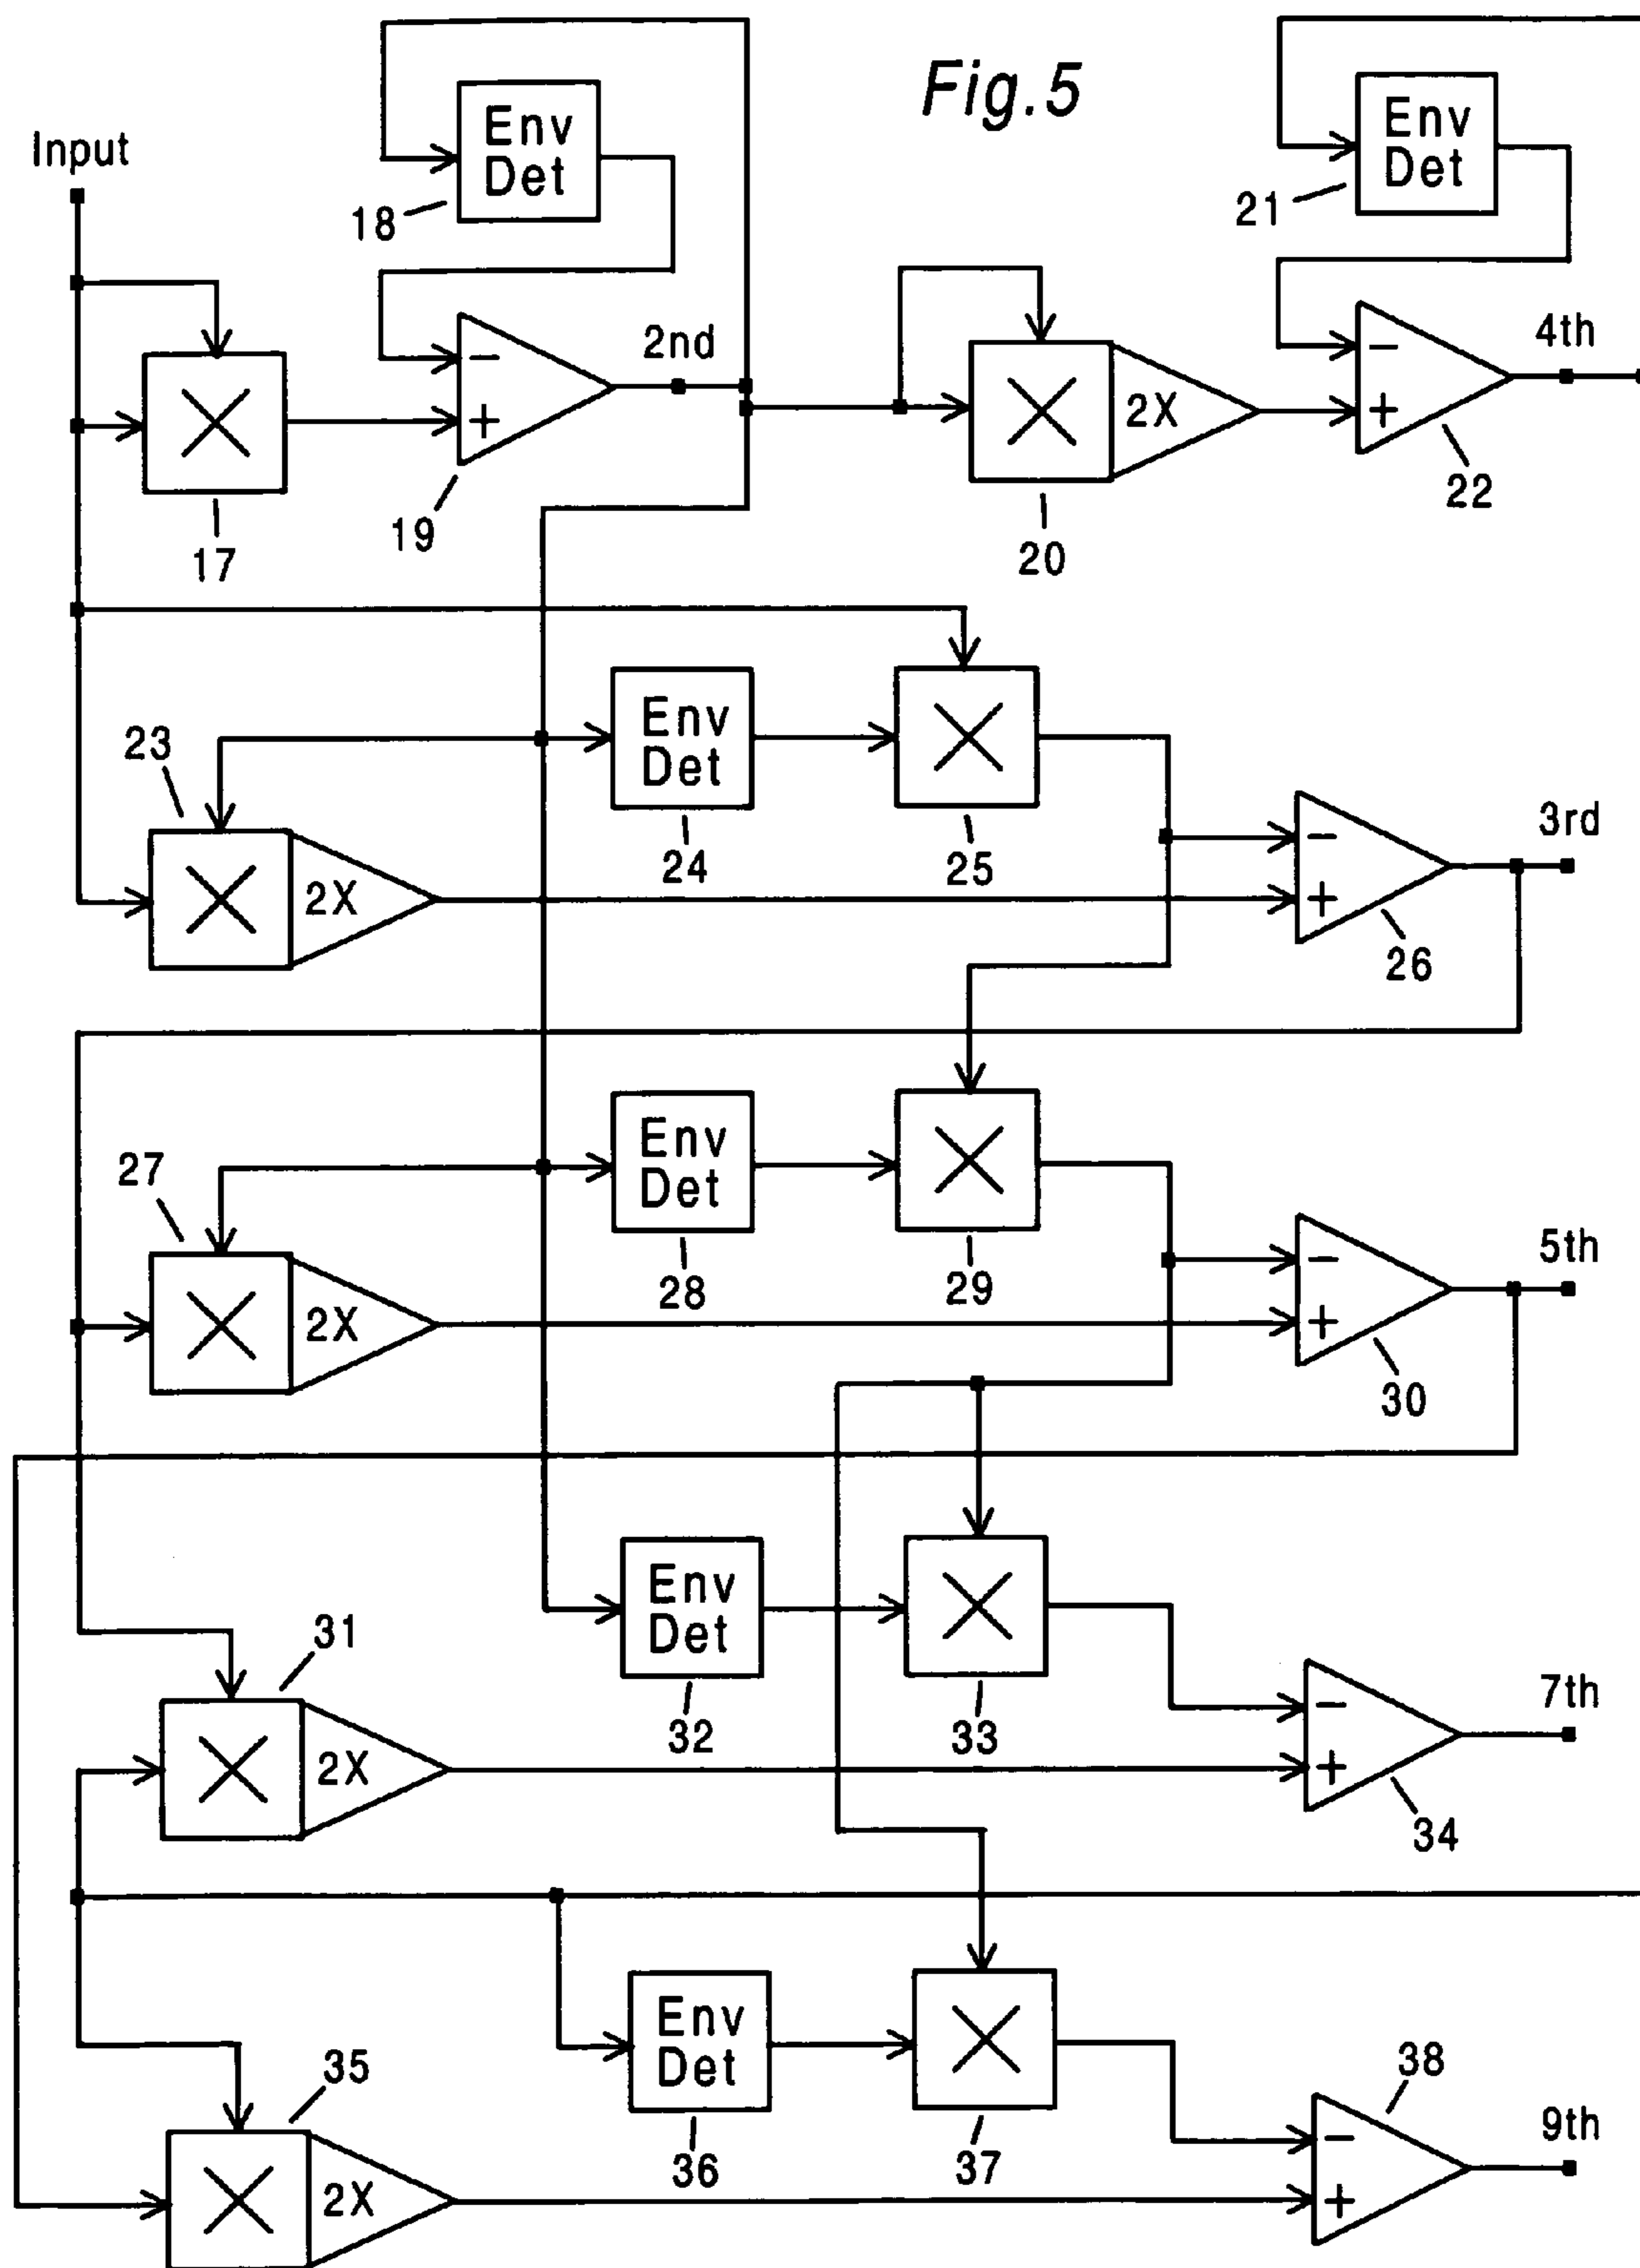 Fig.5
Input
Env
Det
18
Env
Det
21
2nd
4th
−
+
2X
−
+
17
19
20
22
23
Env
Det
24
25
3rd
2X
−
+
26
27
Env
Det
28
29
5th
2X
−
+
30
31
Env
Det
32
33
7th
2X
−
+
34
35
Env
Det
36
37
38
9th
2X
−
+